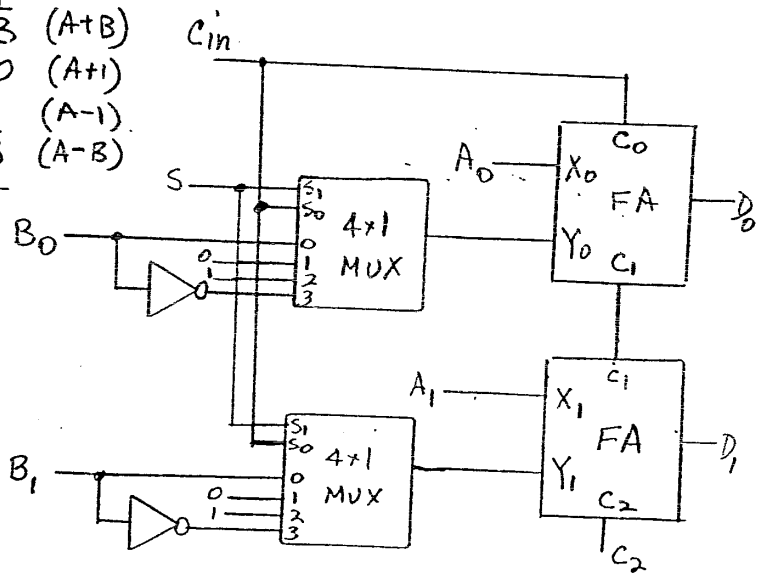 B (A+B)
0 (A+1)
(A-1)
(A-B)
Cin
S
B0
S1
S0
0
1
2
3
4×1
MUX
0
1
A0
C0
X0
FA
Y0
C1
D0
B1
S1
S0
0
1
2
3
4×1
MUX
0
1
A1
C1
X1
FA
Y1
C2
D1
C2